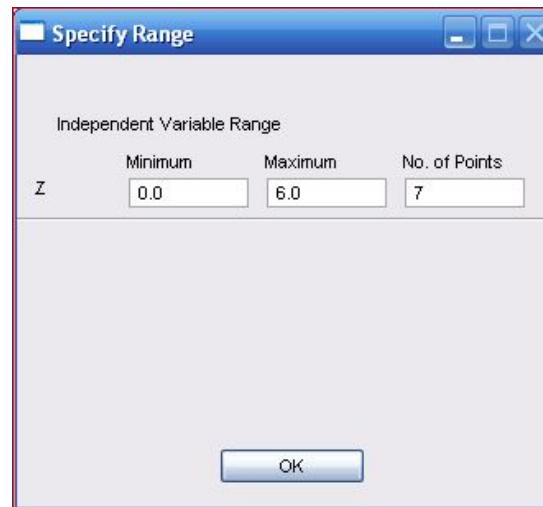 Specify Range
Independent Variable Range
Minimum Maximum No. of Points
Z 0.0 6.0 7
OK